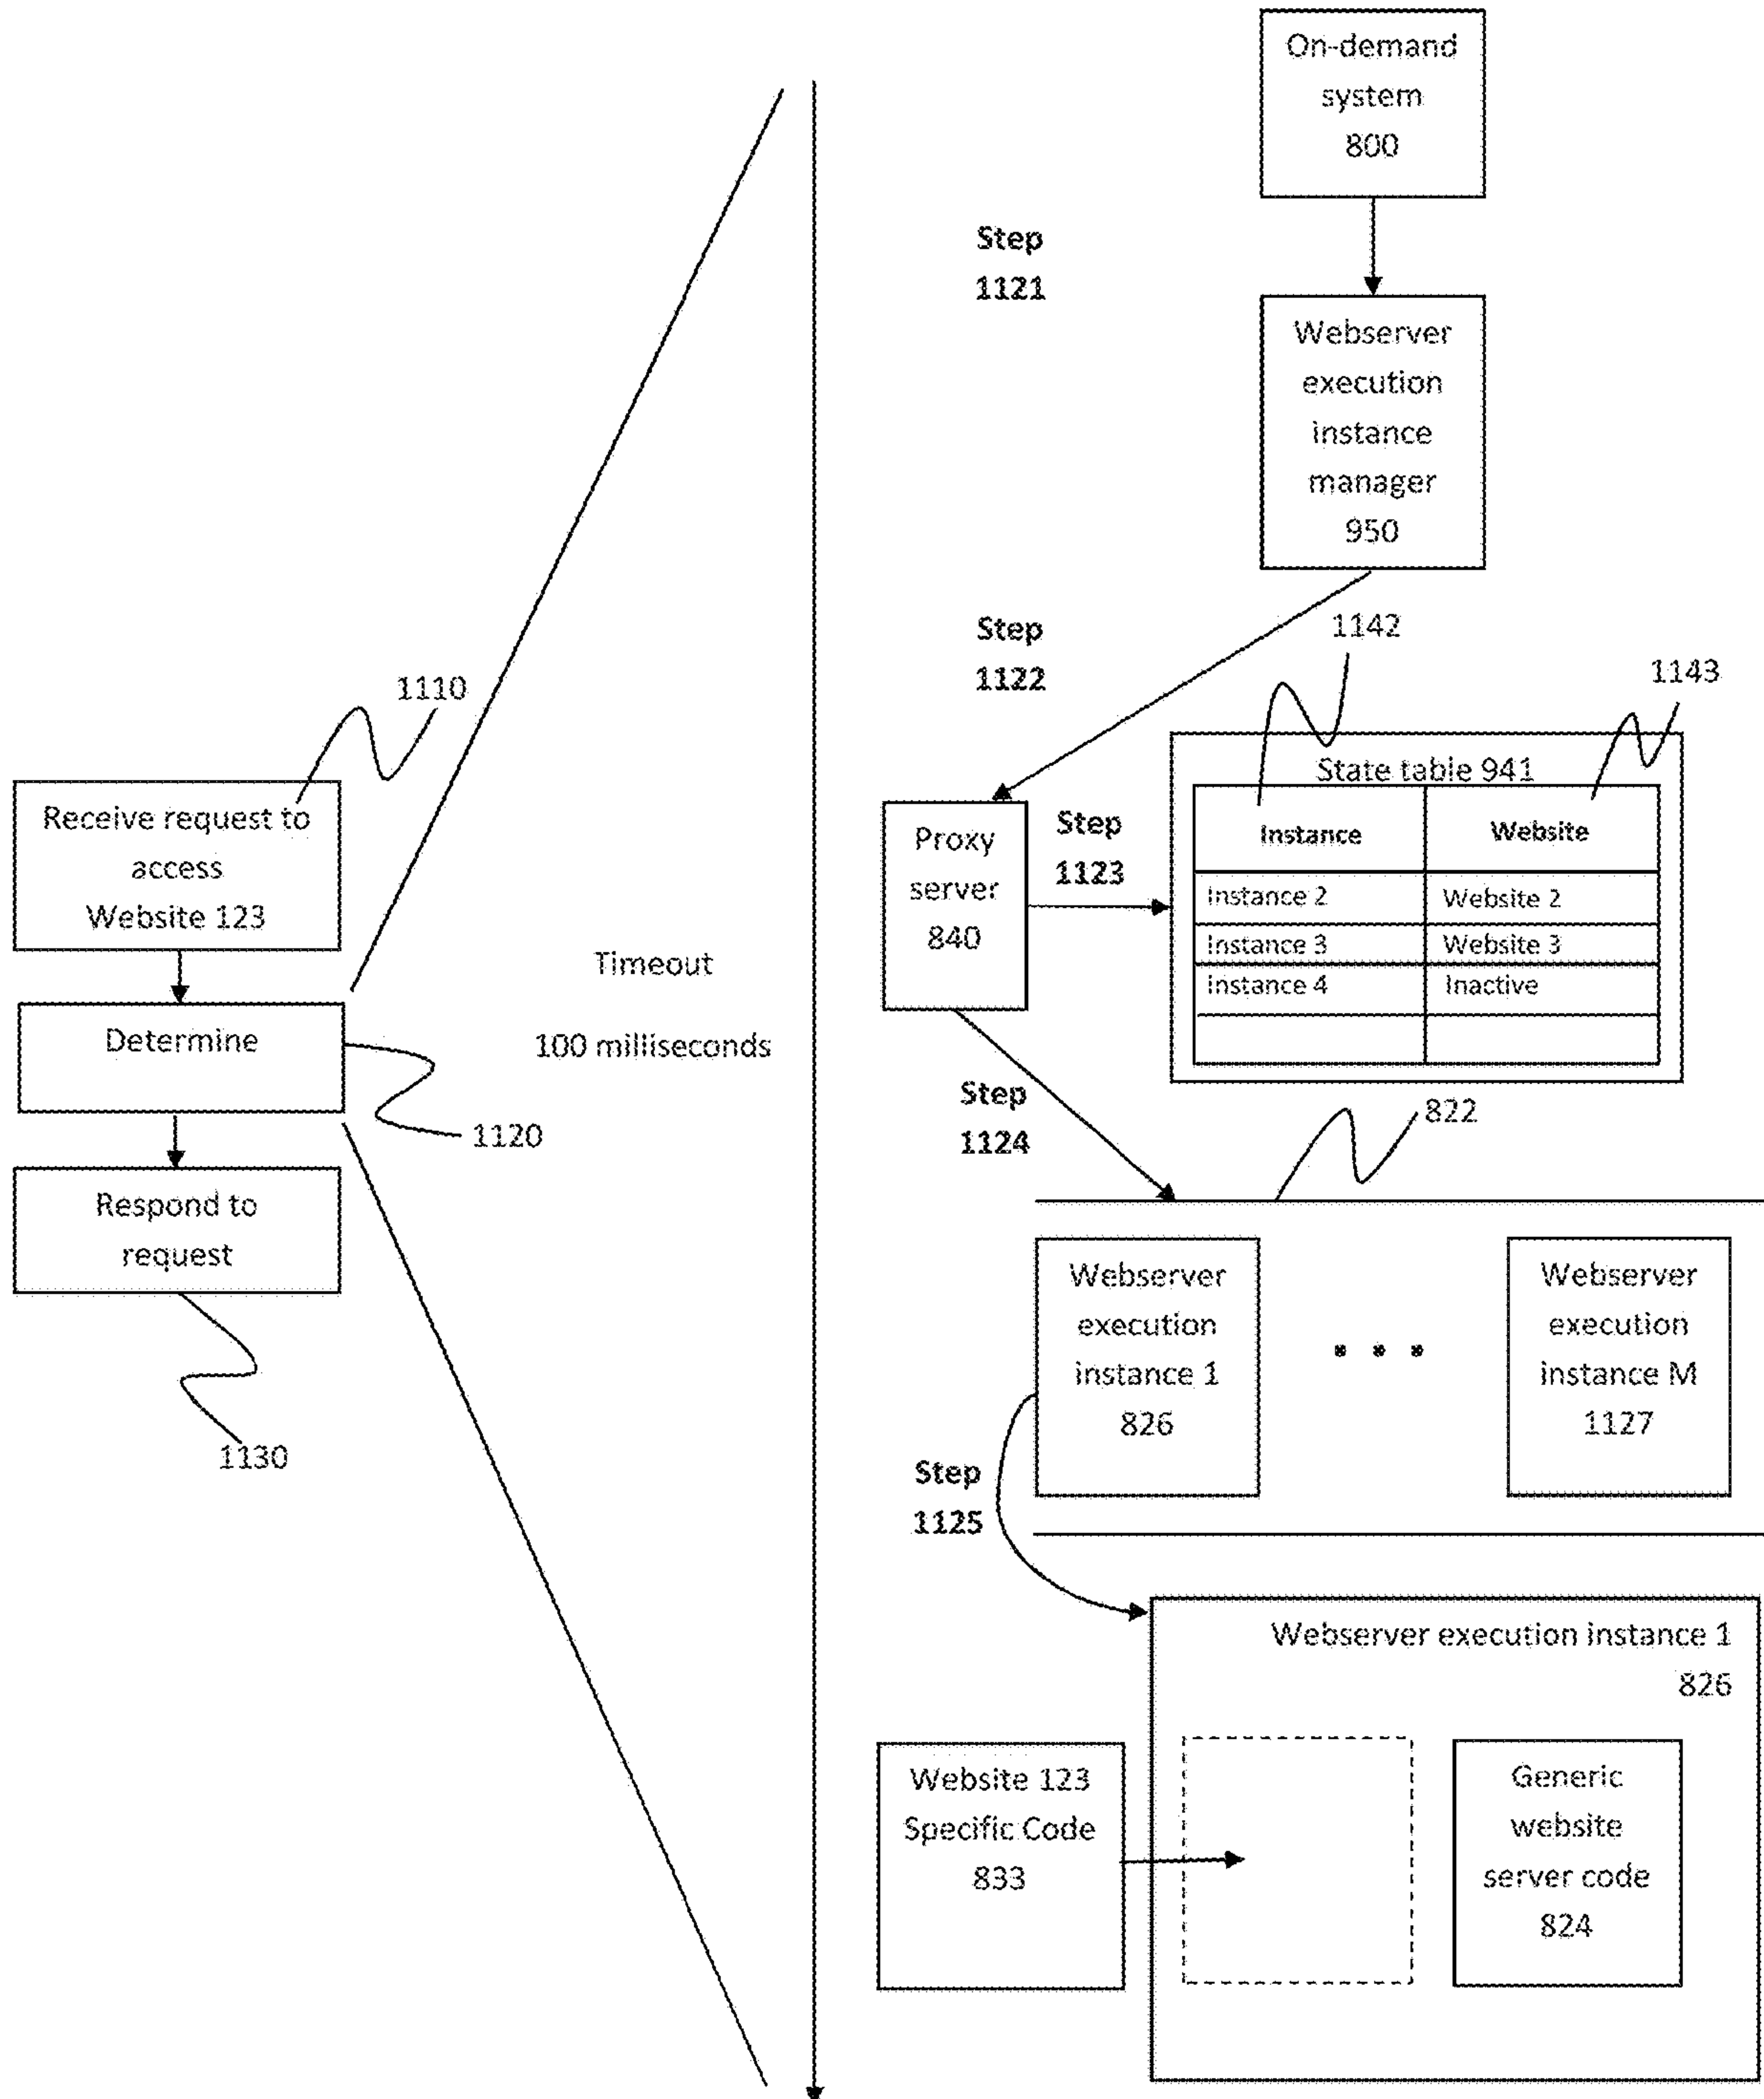 On-demand
system
800
Step
1121
Webserver
execution
instance
manager
950
Step
1122
1142
1143
1110
Receive request to
access
Website 123
Determine
1120
Respond to
request
1130
Timeout
100 milliseconds
Proxy
server
840
Step
1123
State table 941
Instance Website
Instance 2 Website 2
Instance 3 Website 3
Instance 4 Inactive
Step
1124
822
Webserver
execution
instance 1
826
Webserver
execution
instance M
1127
Step
1125
Webserver execution instance 1
826
Website 123
Specific Code
833
Generic
website
server code
824